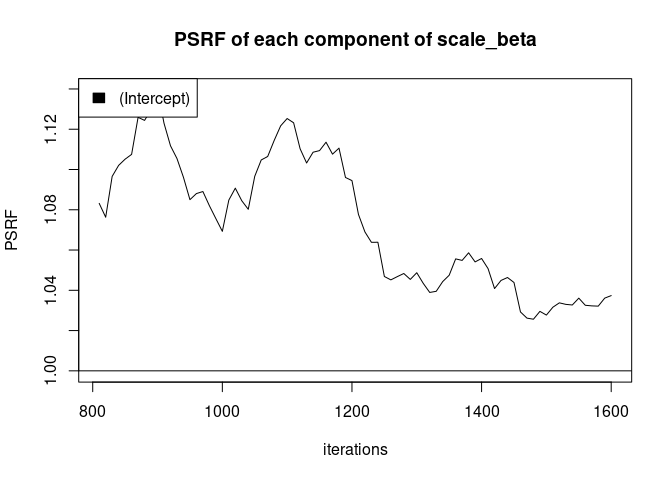 PSRF of each component of scale_beta
(Intercept)
PSRF
1.12
1.08
1.04
1.00
800 1000 1200 1400 1600
iterations